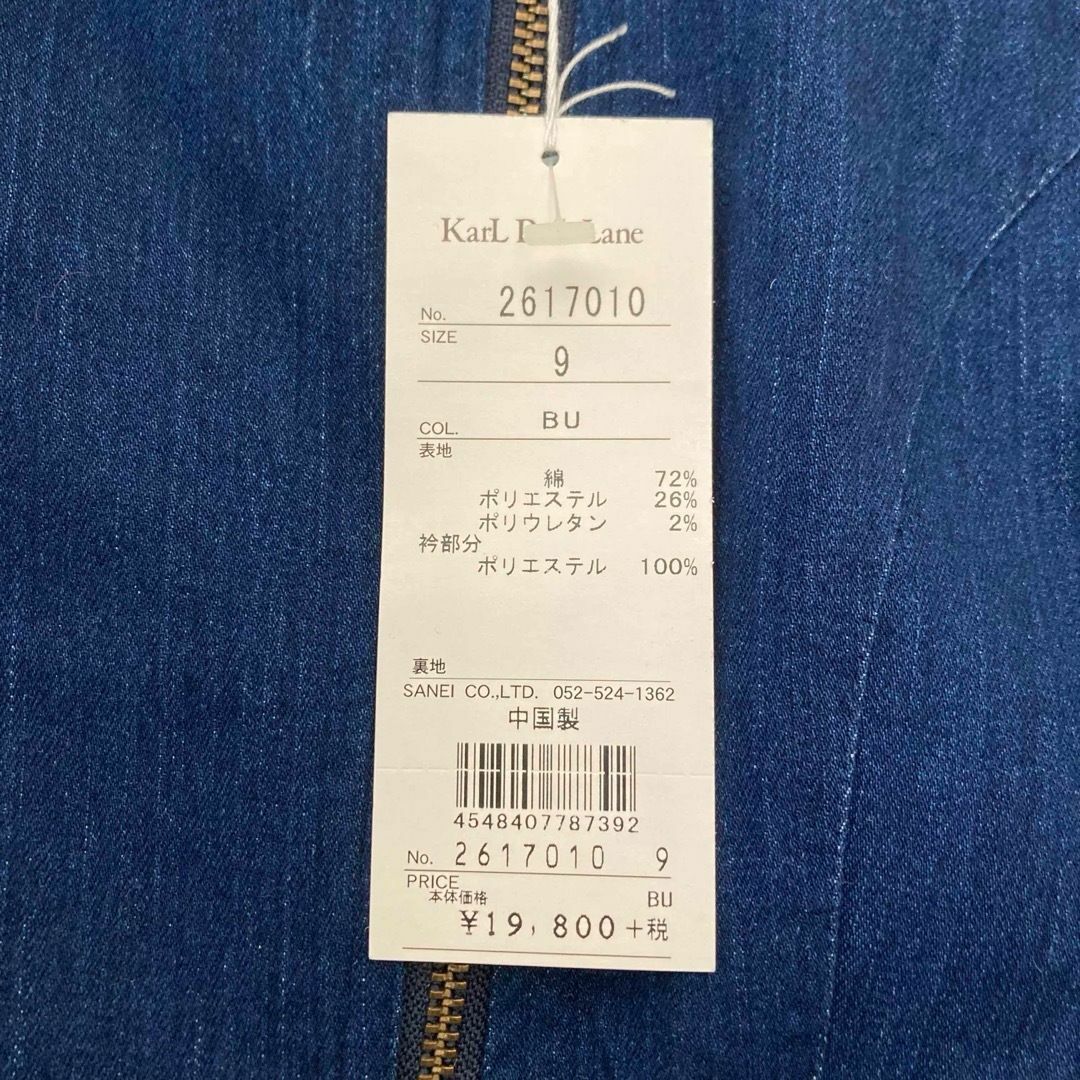 KarL Lane
No. 2617010
SIZE
9
COL. BU
表地
綿 72%
ポリエステル 26%
ポリウレタン 2%
衿部分
ポリエステル 100%
裏地
SANEI CO.,LTD. 052-524-1362
中国製
4548407787392
No. 2617010 9
PRICE
本体価格 BU
¥19,800+税